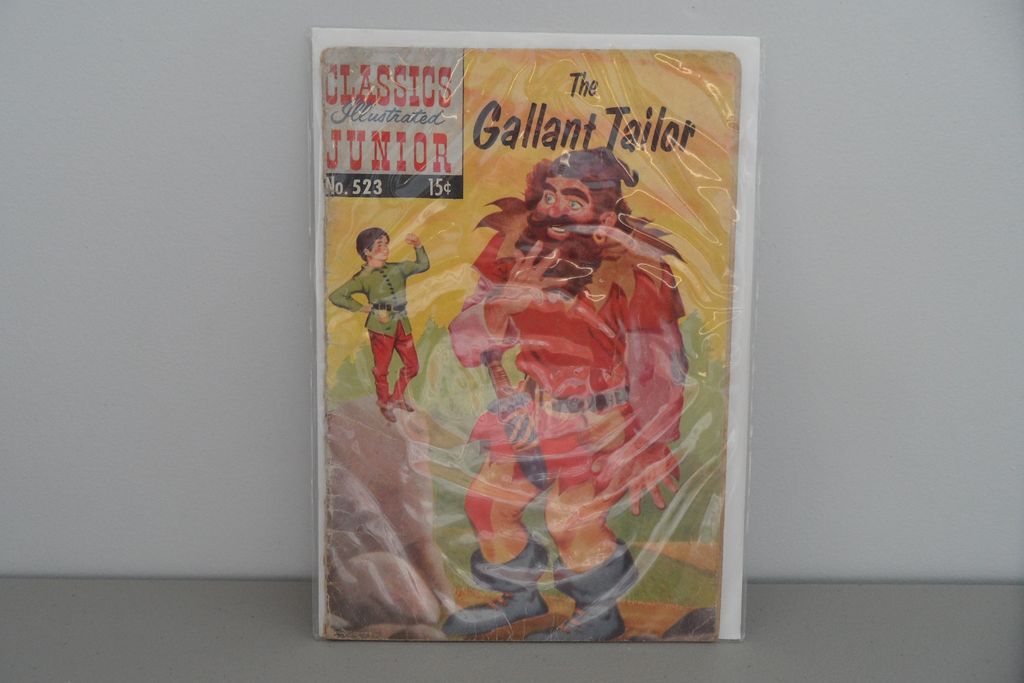 CLASSICS
Illustrated
JUNIOR
No. 523 15¢
The
Gallant Tailor